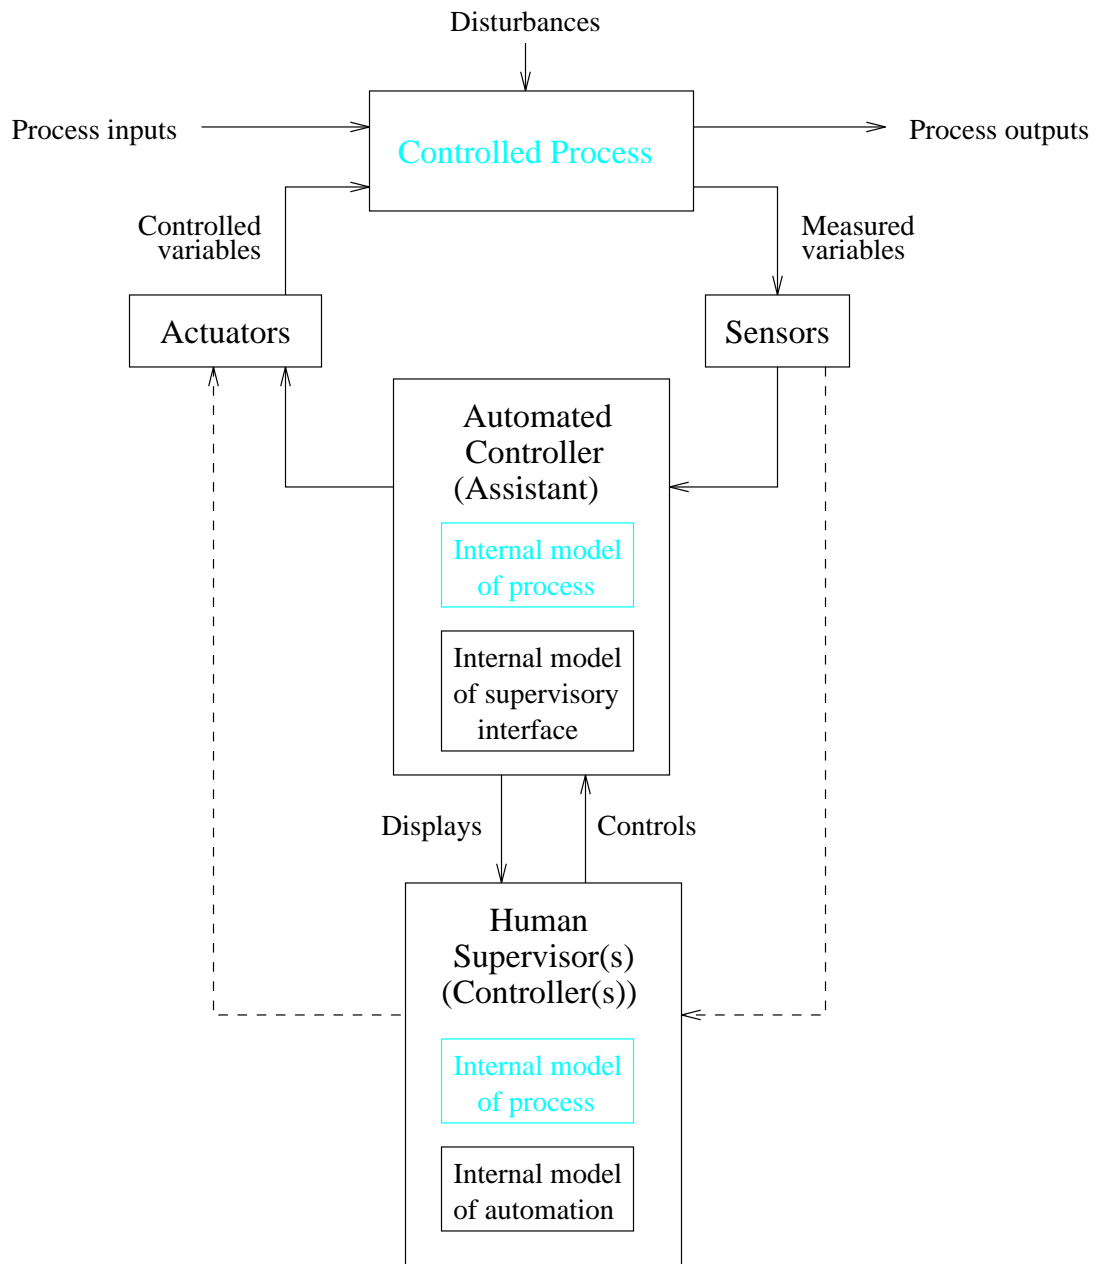 Disturbances
Process inputs
Controlled Process
Process outputs
Controlled
variables
Measured
variables
Actuators
Sensors
Automated
Controller
(Assistant)
Internal model
of process
Internal model
of supervisory
interface
Displays
Controls
Human
Supervisor(s)
(Controller(s))
Internal model
of process
Internal model
of automation